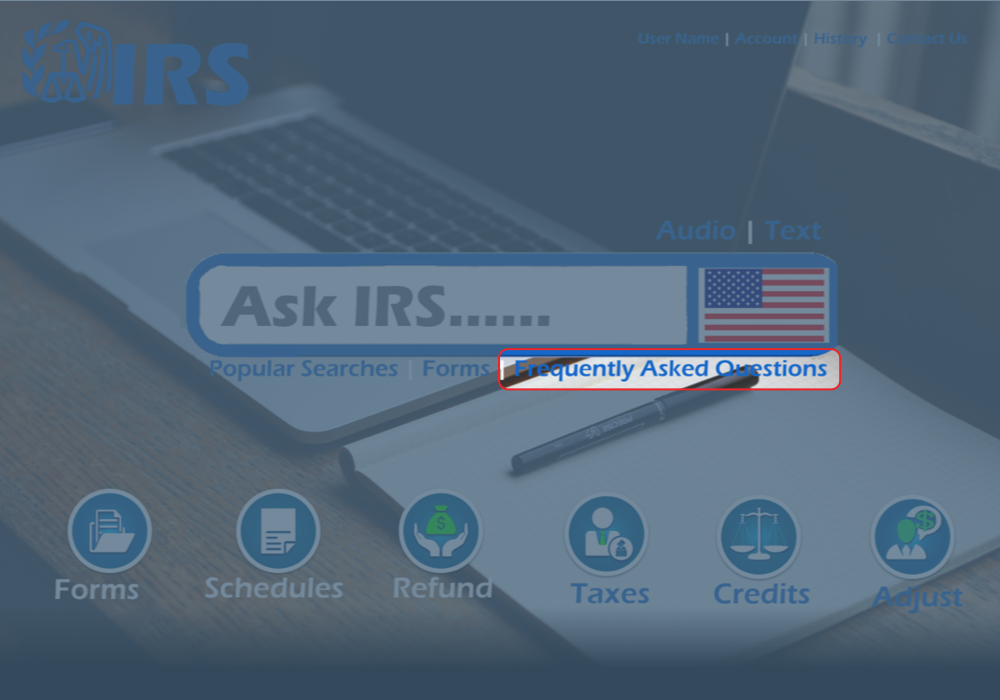 IRS
User Name | Account | History | Contact Us
Audio | Text
Ask IRS......
Popular Searches | Forms | Frequently Asked Questions
Forms
Schedules
Refund
Taxes
Credits
Adjust